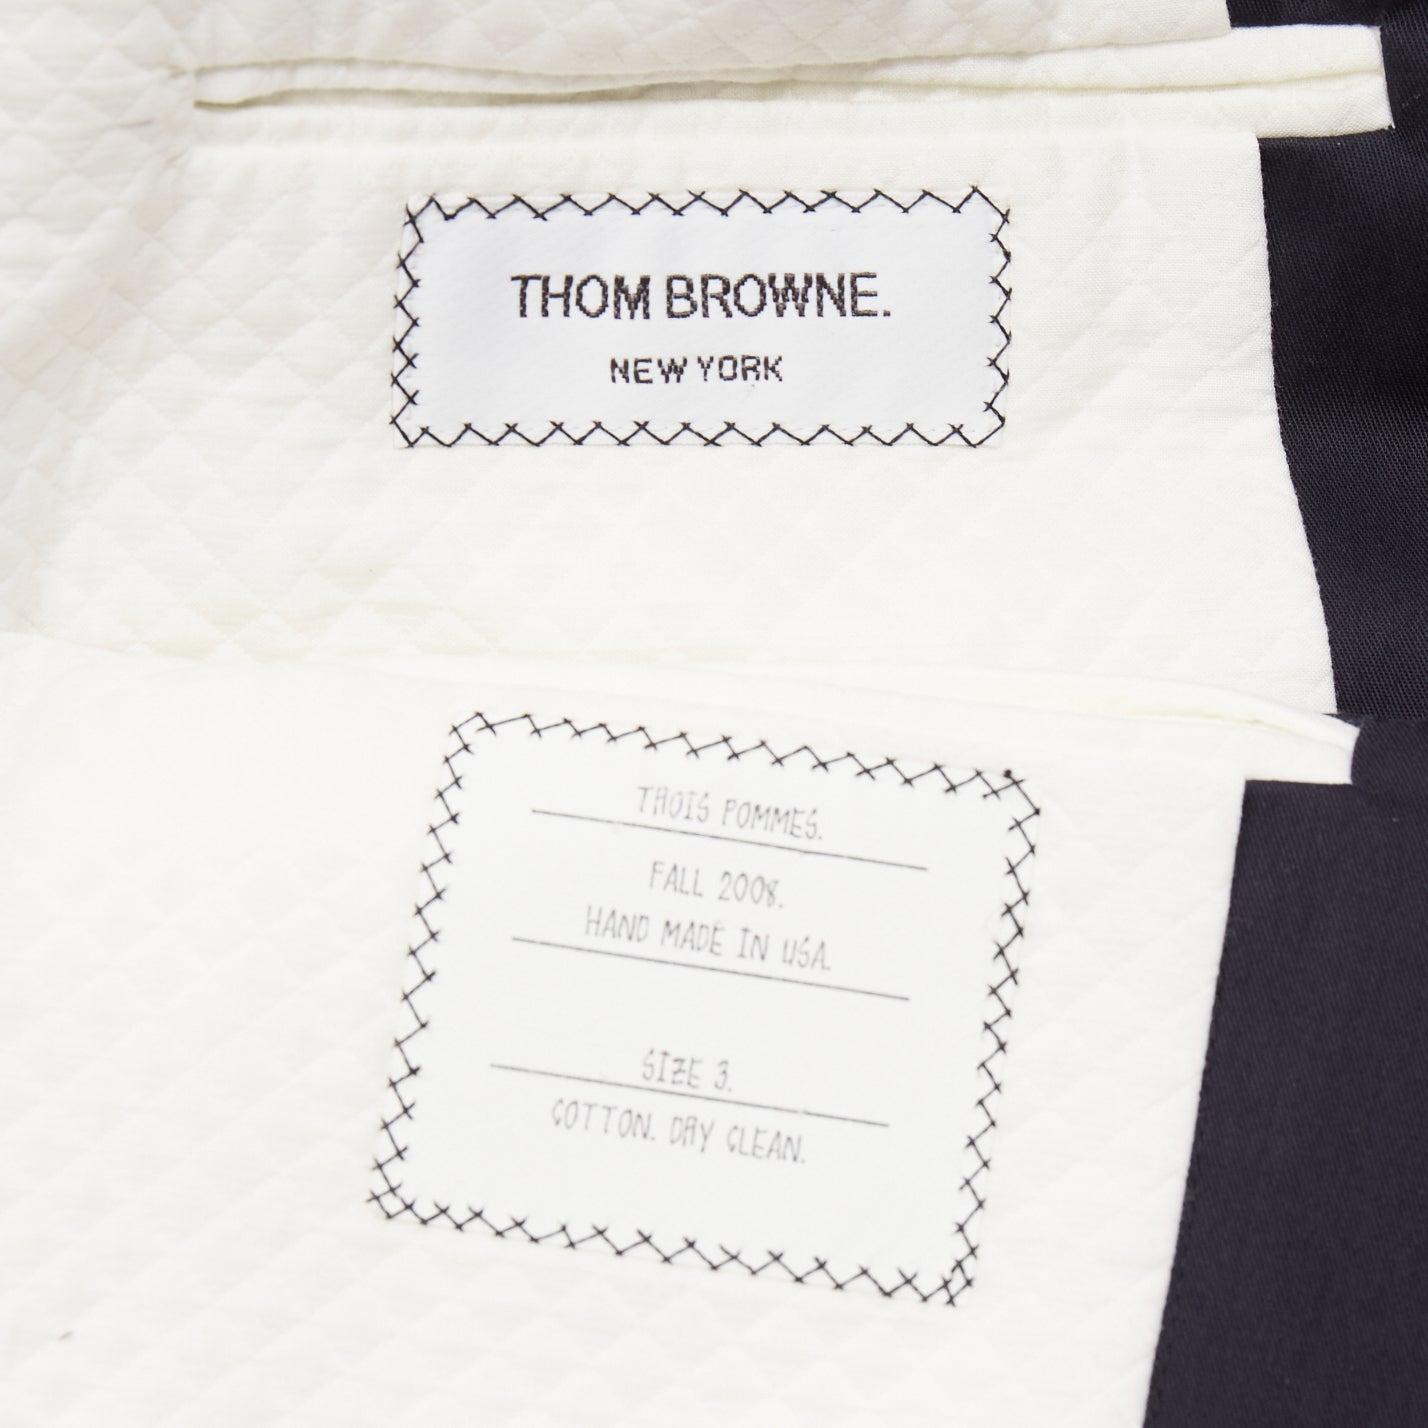 THOM BROWNE.
NEW YORK
TROIS POMMES.
FALL 2008.
HAND MADE IN USA.
SIZE 3.
COTTON. DRY CLEAN.